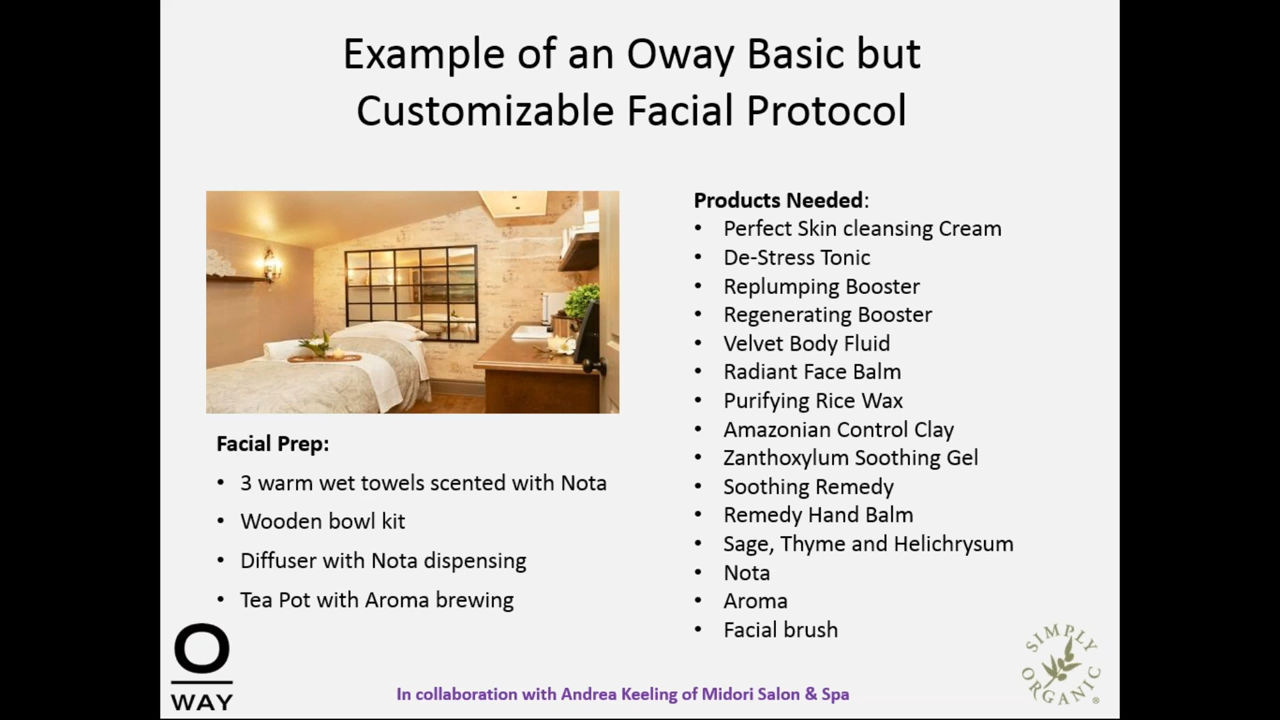 Example of an Oway Basic but
Customizable Facial Protocol
Facial Prep:
• 3 warm wet towels scented with Nota
• Wooden bowl kit
• Diffuser with Nota dispensing
• Tea Pot with Aroma brewing
Products Needed:
• Perfect Skin cleansing Cream
• De-Stress Tonic
• Replumping Booster
• Regenerating Booster
• Velvet Body Fluid
• Radiant Face Balm
• Purifying Rice Wax
• Amazonian Control Clay
• Zanthoxylum Soothing Gel
• Soothing Remedy
• Remedy Hand Balm
• Sage, Thyme and Helichrysum
• Nota
• Aroma
• Facial brush
O
WAY
In collaboration with Andrea Keeling of Midori Salon & Spa
SIMPLY
ORGANIC®